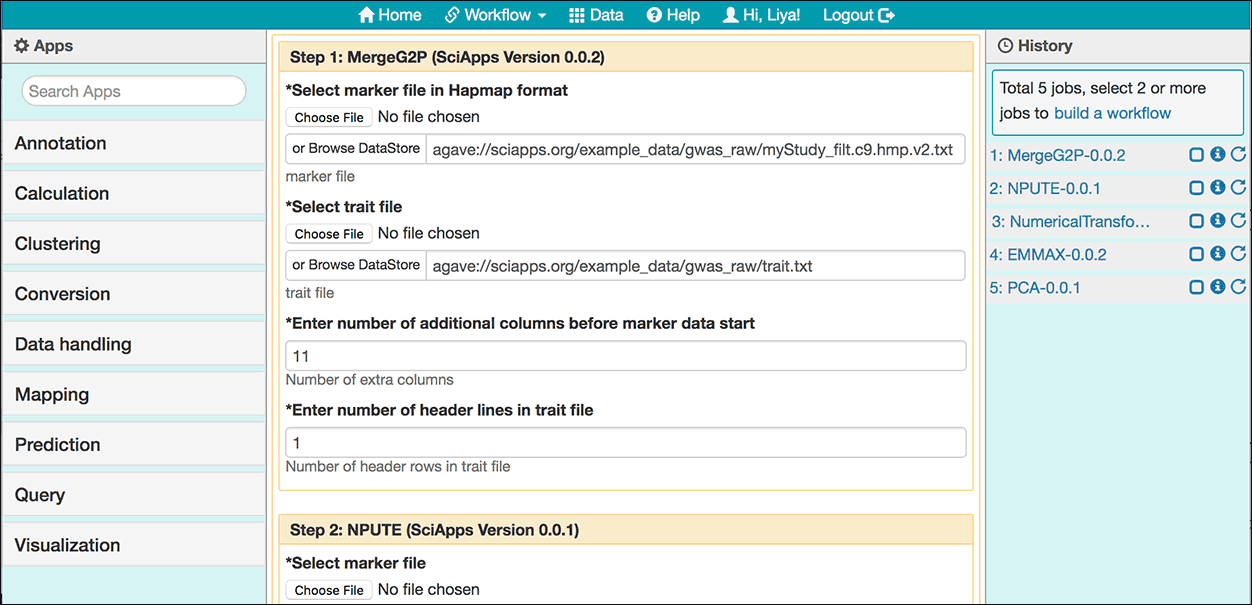 Home Workflow Data Help Hi, Liya! Logout
Apps
Search Apps
Annotation
Calculation
Clustering
Conversion
Data handling
Mapping
Prediction
Query
Visualization
Step 1: MergeG2P (SciApps Version 0.0.2)
*Select marker file in Hapmap format
Choose File No file chosen
or Browse DataStore agave://sciapps.org/example_data/gwas_raw/myStudy_filt.c9.hmp.v2.txt
marker file
*Select trait file
Choose File No file chosen
or Browse DataStore agave://sciapps.org/example_data/gwas_raw/trait.txt
trait file
*Enter number of additional columns before marker data start
11
Number of extra columns
*Enter number of header lines in trait file
1
Number of header rows in trait file
Step 2: NPUTE (SciApps Version 0.0.1)
*Select marker file
Choose File No file chosen
History
Total 5 jobs, select 2 or more
jobs to build a workflow
1: MergeG2P-0.0.2
2: NPUTE-0.0.1
3: NumericalTransfo...
4: EMMAX-0.0.2
5: PCA-0.0.1